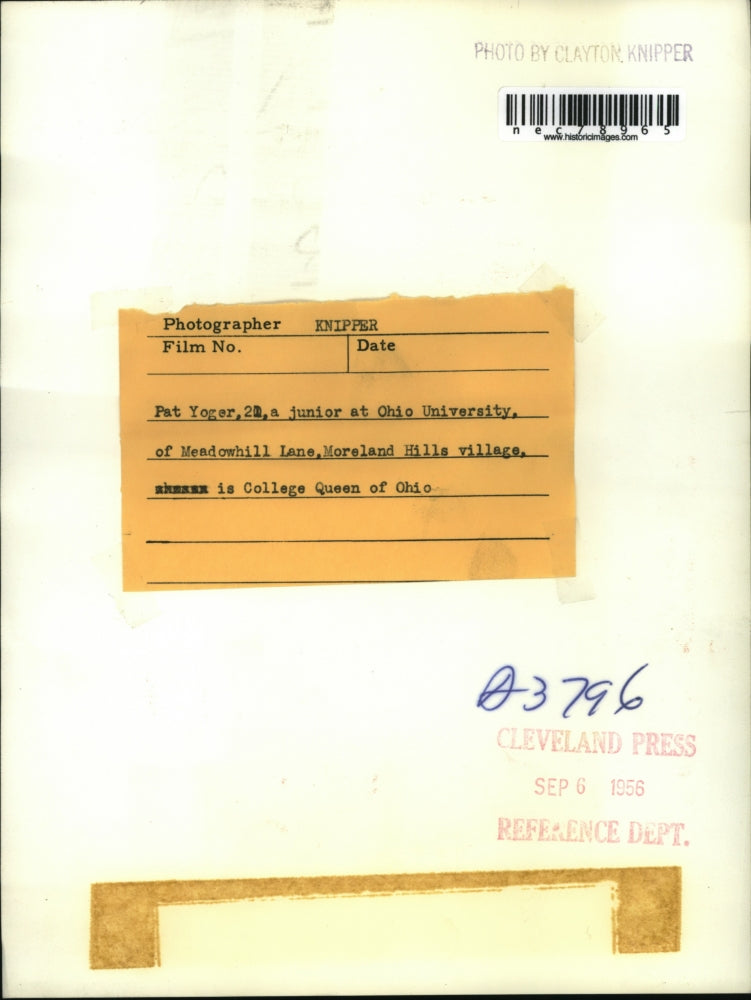 PHOTO BY CLAYTON KNIPPER
nec78965
www.historicimages.com
Photographer KNIPPER
Film No. Date
Pat Yoger, a junior at Ohio University,
of Meadowhill Lane,Moreland Hills village,
is College Queen of Ohio
A3796
CLEVELAND PRESS
SEP 6 1956
REFERENCE DEPT.